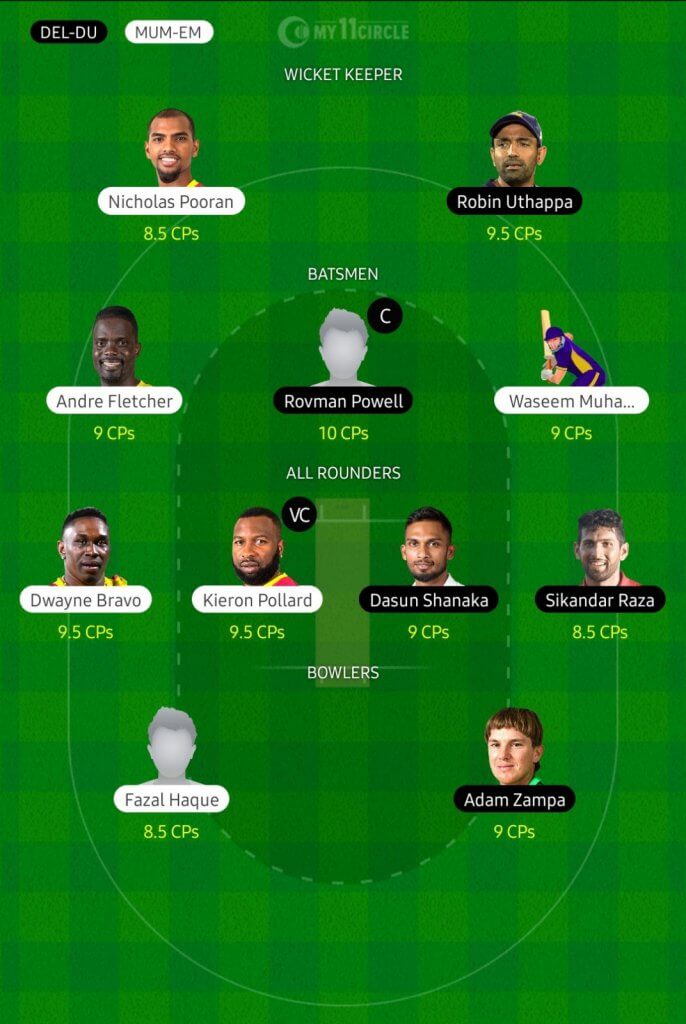 DEL-DU MUM-EM MY11CIRCLE
WICKET KEEPER
Nicholas Pooran Robin Uthappa
8.5 CPs 9.5 CPs
BATSMEN
C
Andre Fletcher Rovman Powell Waseem Muha...
9 CPs 10 CPs 9 CPs
ALL ROUNDERS
VC
Dwayne Bravo Kieron Pollard Dasun Shanaka Sikandar Raza
9.5 CPs 9.5 CPs 9 CPs 8.5 CPs
BOWLERS
Fazal Haque Adam Zampa
8.5 CPs 9 CPs